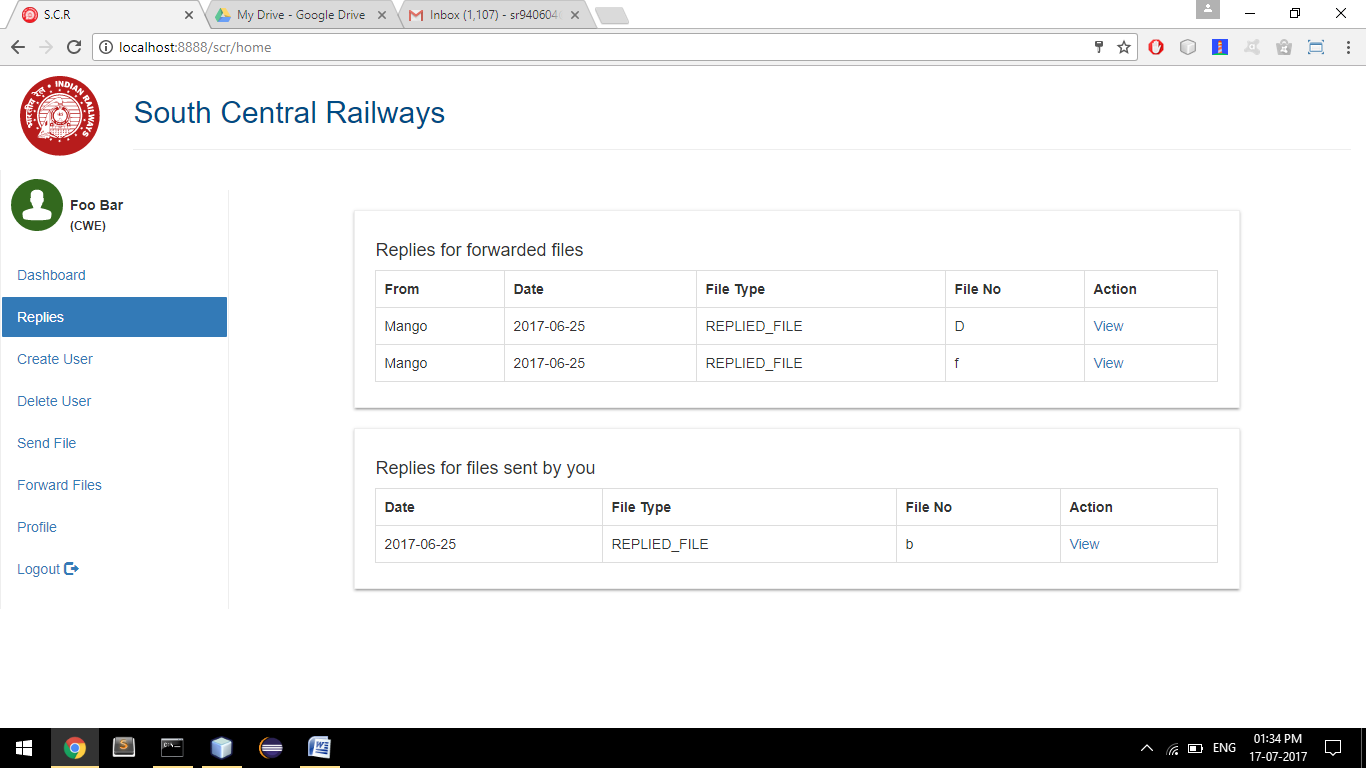 S.C.R
My Drive - Google Drive
Inbox (1,107) - sr940604
localhost:8888/scr/home
INDIAN RAILWAYS
भारतीय रेल
South Central Railways
Foo Bar
(CWE)
Dashboard
Replies
Create User
Delete User
Send File
Forward Files
Profile
Logout
Replies for forwarded files
From Date File Type File No Action
Mango 2017-06-25 REPLIED_FILE D View
Mango 2017-06-25 REPLIED_FILE f View
Replies for files sent by you
Date File Type File No Action
2017-06-25 REPLIED_FILE b View
ENG
01:34 PM
17-07-2017